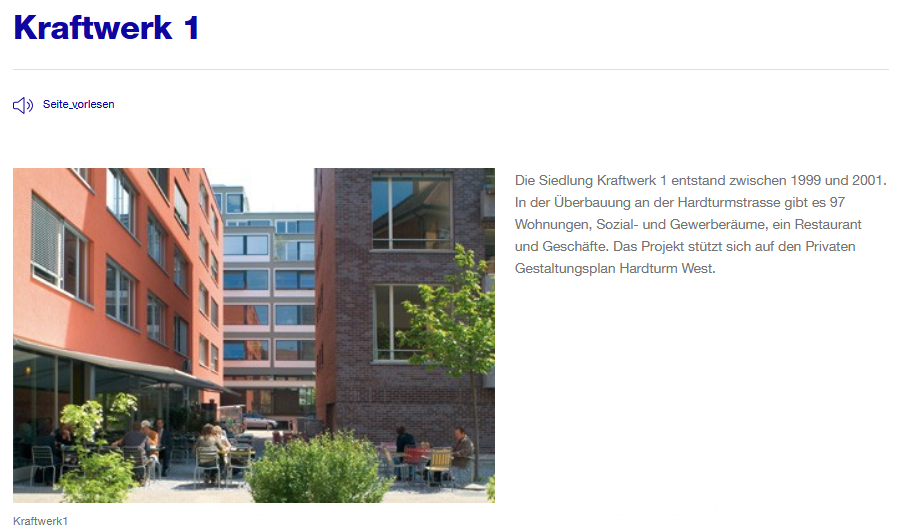 Kraftwerk 1
Seite vorlesen
Die Siedlung Kraftwerk 1 entstand zwischen 1999 und 2001.
In der Überbauung an der Hardturmstrasse gibt es 97
Wohnungen, Sozial- und Gewerberäume, ein Restaurant
und Geschäfte. Das Projekt stützt sich auf den Privaten
Gestaltungsplan Hardturm West.
Kraftwerk1